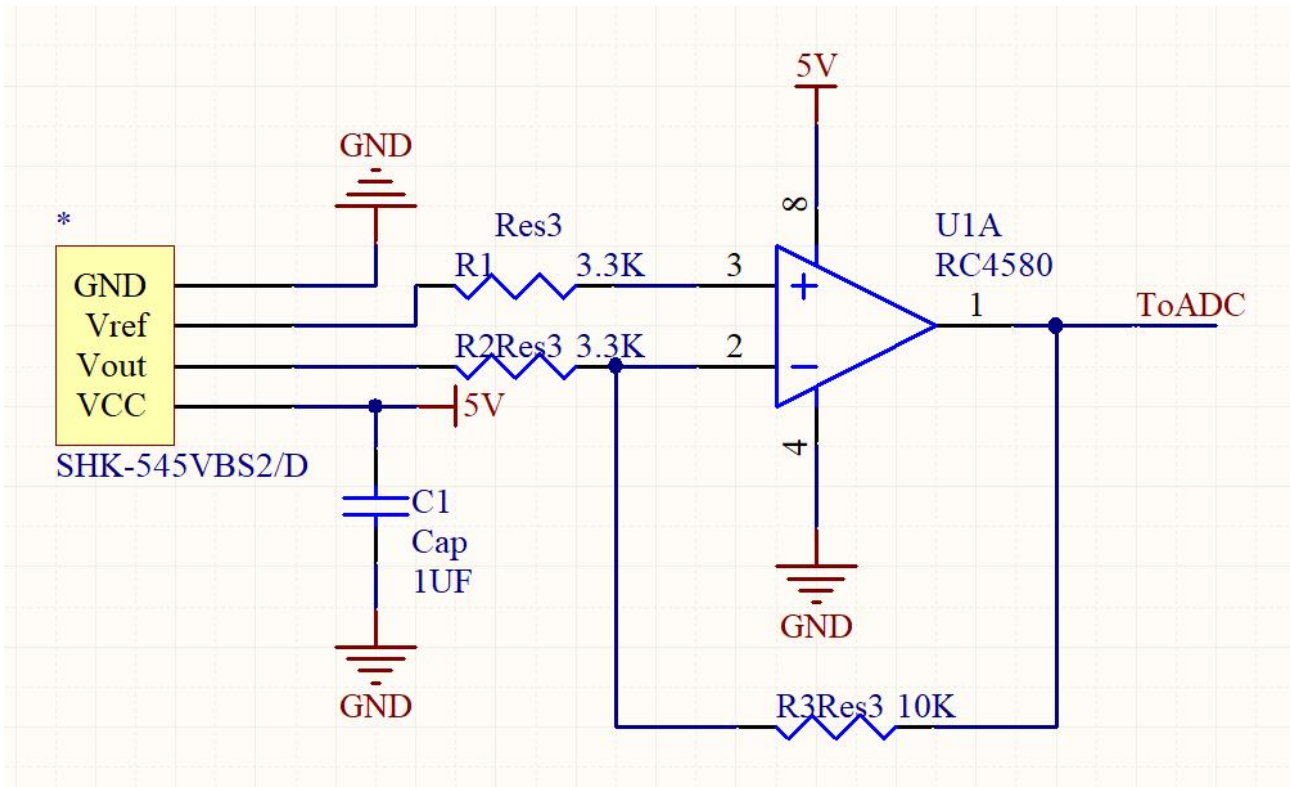 5V
GND
*
8
Res3
U1A
R1 3.3K
3
RC4580
GND
+
1
ToADC
Vref
R2Res3 3.3K
2
Vout
−
VCC
5V
4
SHK-545VBS2/D
C1
Cap
1UF
GND
GND
R3Res3 10K